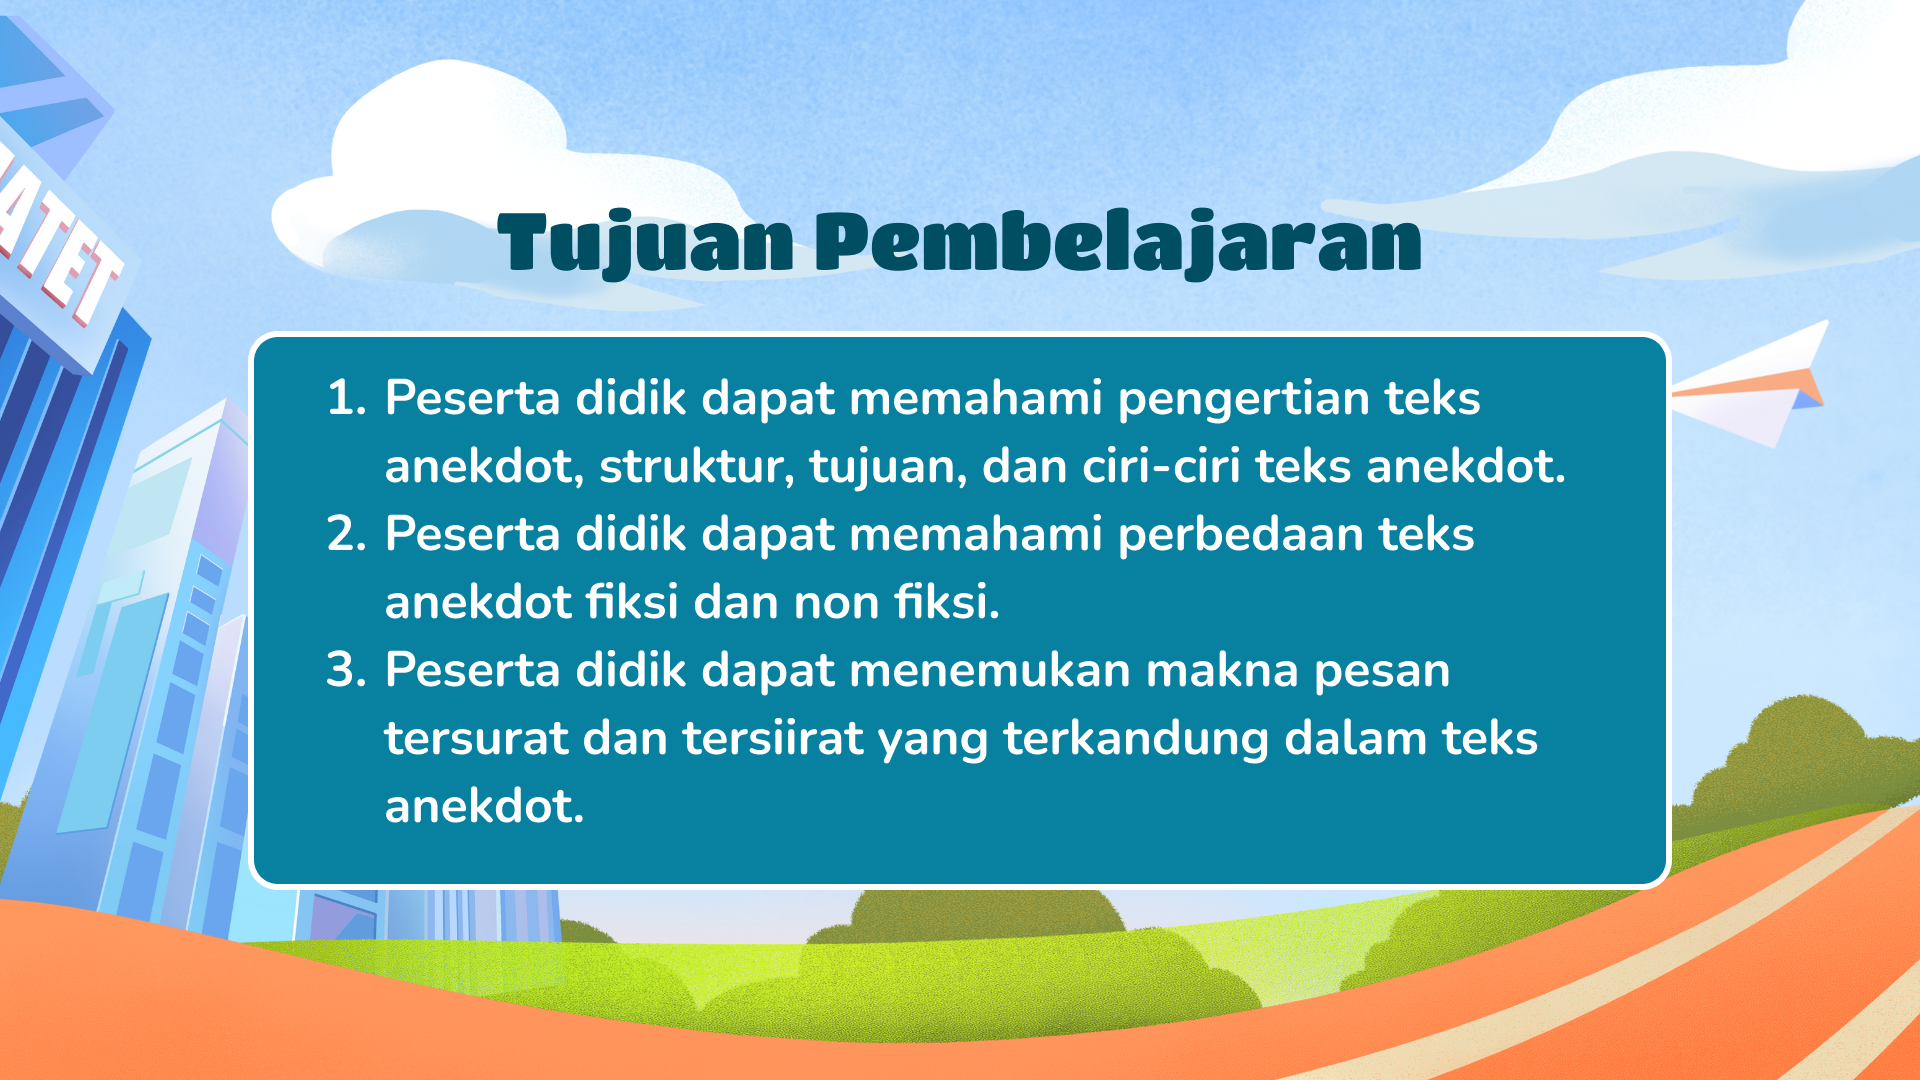 ATET
Tujuan Pembelajaran
1. Peserta didik dapat memahami pengertian teks
anekdot, struktur, tujuan, dan ciri-ciri teks anekdot.
2. Peserta didik dapat memahami perbedaan teks
anekdot fiksi dan non fiksi.
3. Peserta didik dapat menemukan makna pesan
tersurat dan tersiirat yang terkandung dalam teks
anekdot.